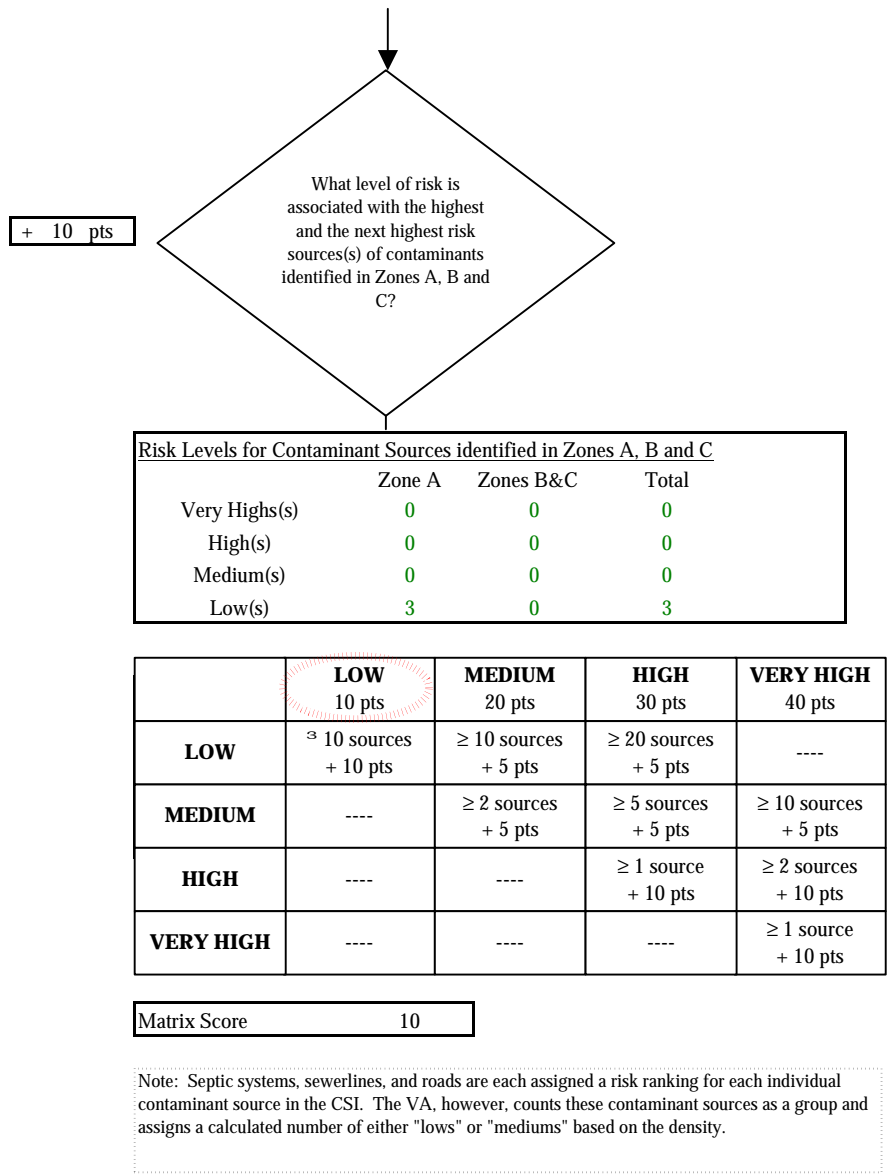 What level of risk is
associated with the highest
and the next highest risk
sources(s) of contaminants
identified in Zones A, B and
C?
+ 10 pts
Risk Levels for Contaminant Sources identified in Zones A, B and C
Zone A Zones B&C Total
Very Highs(s) 0 0 0
High(s) 0 0 0
Medium(s) 0 0 0
Low(s) 3 0 3
LOW MEDIUM HIGH VERY HIGH
10 pts 20 pts 30 pts 40 pts
LOW ³ 10 sources + 10 pts ≥ 10 sources + 5 pts ≥ 20 sources + 5 pts ----
MEDIUM ---- ≥ 2 sources + 5 pts ≥ 5 sources + 5 pts ≥ 10 sources + 5 pts
HIGH ---- ---- ≥ 1 source + 10 pts ≥ 2 sources + 10 pts
VERY HIGH ---- ---- ---- ≥ 1 source + 10 pts
Matrix Score 10
Note: Septic systems, sewerlines, and roads are each assigned a risk ranking for each individual
contaminant source in the CSI. The VA, however, counts these contaminant sources as a group and
assigns a calculated number of either "lows" or "mediums" based on the density.